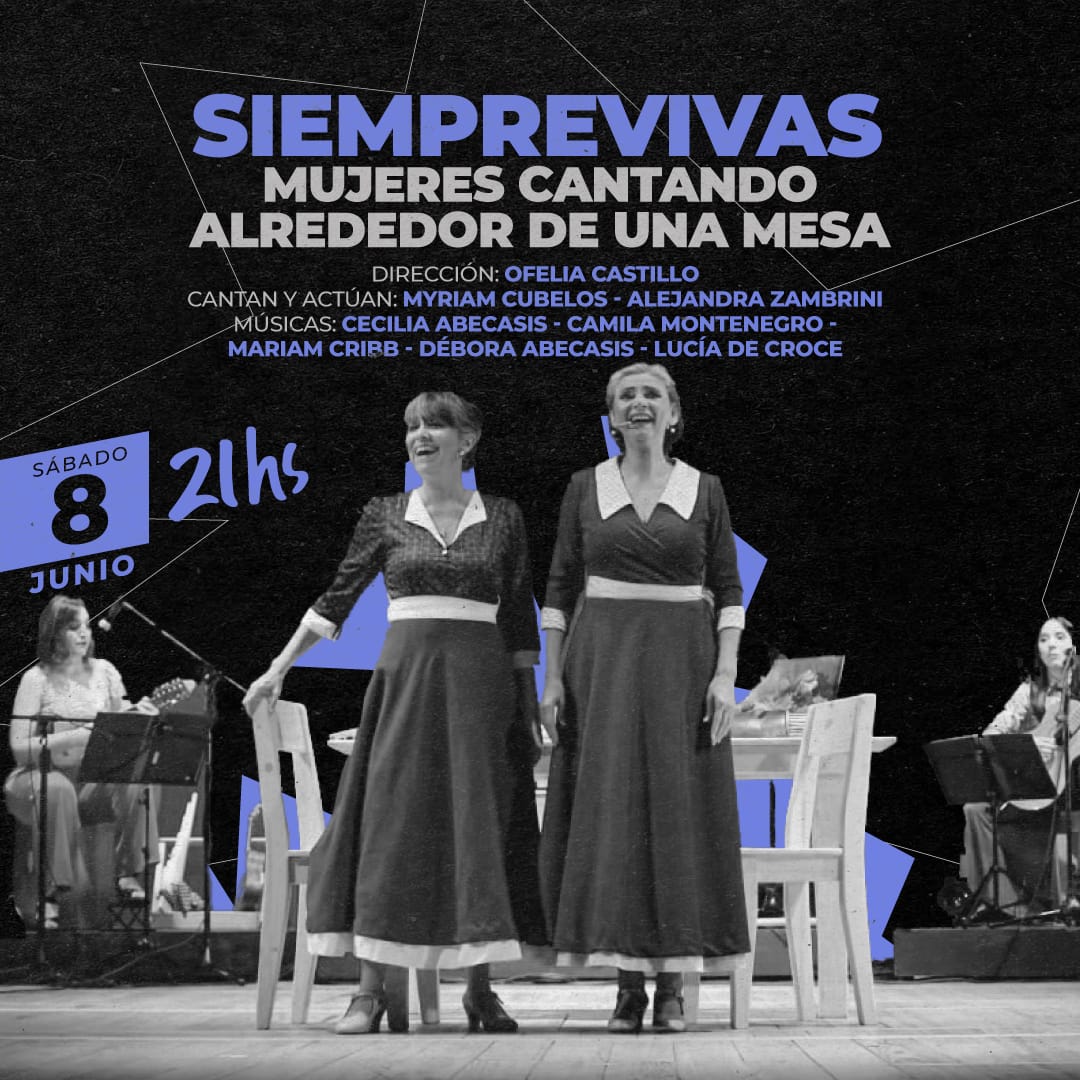 SIEMPREVIVAS
MUJERES CANTANDO
ALREDEDOR DE UNA MESA
DIRECCIÓN: OFELIA CASTILLO
CANTAN Y ACTÚAN: MYRIAM CUBELOS - ALEJANDRA ZAMBRINI
MÚSICAS: CECILIA ABECASIS - CAMILA MONTENEGRO -
MARIAM CRIBB - DÉBORA ABECASIS - LUCÍA DE CROCE
SÁBADO
8
JUNIO
21hs